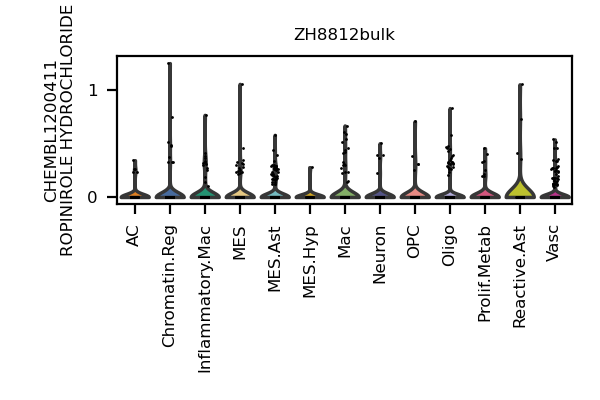 ZH8812bulk
CHEMBL1200411
ROPINIROLE HYDROCHLORIDE
1
0
AC
Chromatin.Reg
Inflammatory.Mac
MES
MES.Ast
MES.Hyp
Mac
Neuron
OPC
Oligo
Prolif.Metab
Reactive.Ast
Vasc